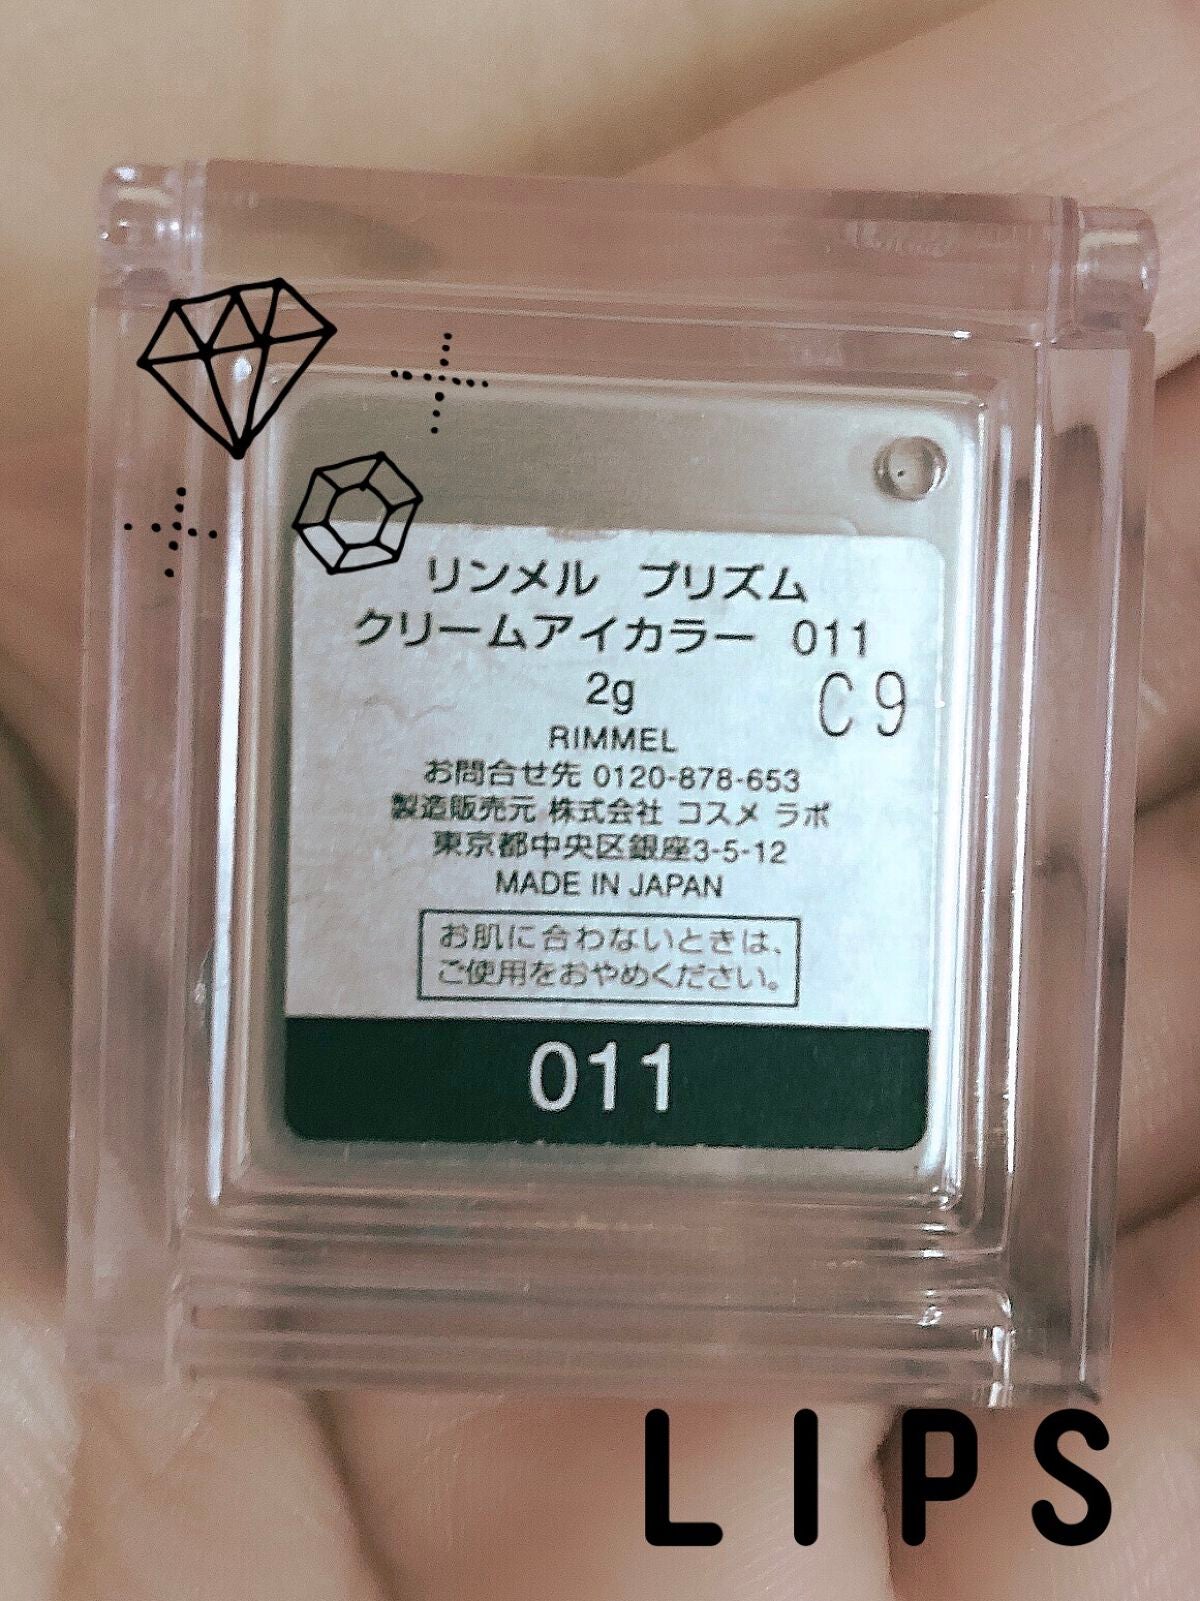 リンメル プリズム
クリームアイカラー 011
2g
C9
RIMMEL
お問合せ先 0120-878-653
製造販売元 株式会社 コスメ ラボ
東京都中央区銀座3-5-12
MADE IN JAPAN
お肌に合わないときは、
ご使用をおやめください。
011
LIPS